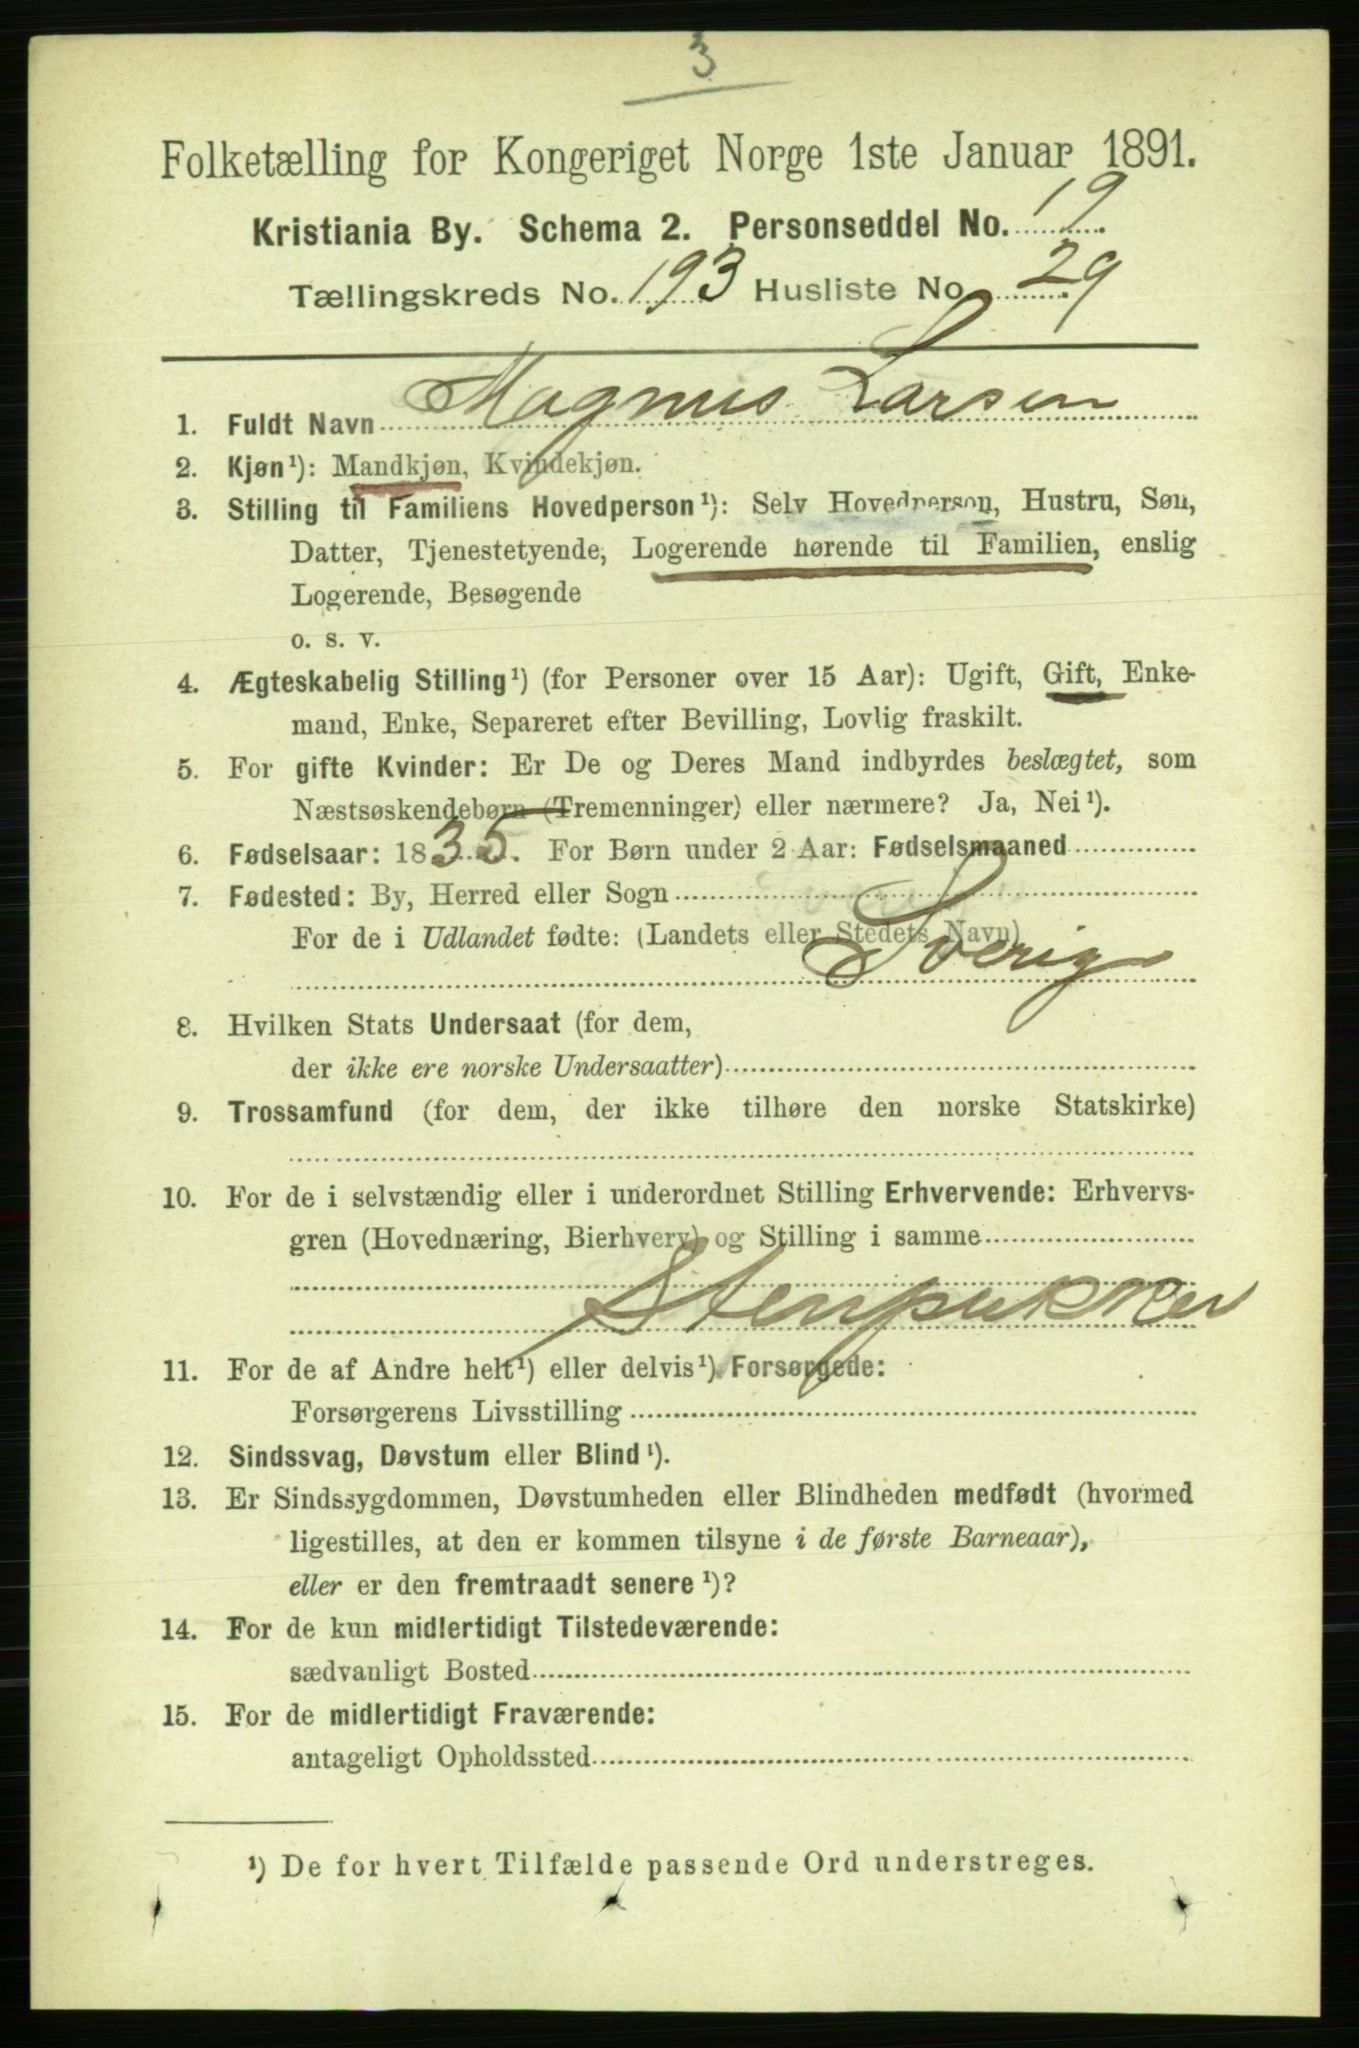 3
Folketælling for Kongeriget Norge 1ste Januar 1891.
Kristiania By. Schema 2. Personseddel No. 19
Tællingskreds No. 193 Husliste No 29
1. Fuldt Navn Magnus Larsen
2. Kjøn¹): Mandkjøn, Kvindekjøn.
3. Stilling til Familiens Hovedperson¹): Selv Hovedperson, Hustru, Søn,
Datter, Tjenestetyende, Logerende hørende til Familien, enslig
Logerende, Besøgende
o. s. v.
4. Ægteskabelig Stilling¹) (for Personer over 15 Aar): Ugift, Gift, Enke-
mand, Enke, Separeret efter Bevilling, Lovlig fraskilt.
5. For gifte Kvinder: Er De og Deres Mand indbyrdes beslægtet, som
Næstsøskendebørn (Tremenninger) eller nærmere? Ja, Nei¹).
6. Fødselsaar: 1835. For Børn under 2 Aar: Fødselsmaaned
7. Fødested: By, Herred eller Sogn
For de i Udlandet fødte: (Landets eller Stedets Navn)
Sverig
8. Hvilken Stats Undersaat (for dem,
der ikke ere norske Undersaatter)
9. Trossamfund (for dem, der ikke tilhøre den norske Statskirke)
10. For de i selvstændig eller i underordnet Stilling Erhvervende: Erhvervs-
gren (Hovednæring, Bierhverv) og Stilling i samme
Stenpukker
11. For de af Andre helt¹) eller delvis¹) Forsørgede:
Forsørgerens Livsstilling
12. Sindssvag, Døvstum eller Blind¹).
13. Er Sindssygdommen, Døvstumheden eller Blindheden medfødt (hvormed
ligestilles, at den er kommen tilsyne i de første Barneaar),
eller er den fremtraadt senere¹)?
14. For de kun midlertidigt Tilstedeværende:
sædvanligt Bosted
15. For de midlertidigt Fraværende:
antageligt Opholdssted
¹) De for hvert Tilfælde passende Ord understreges.